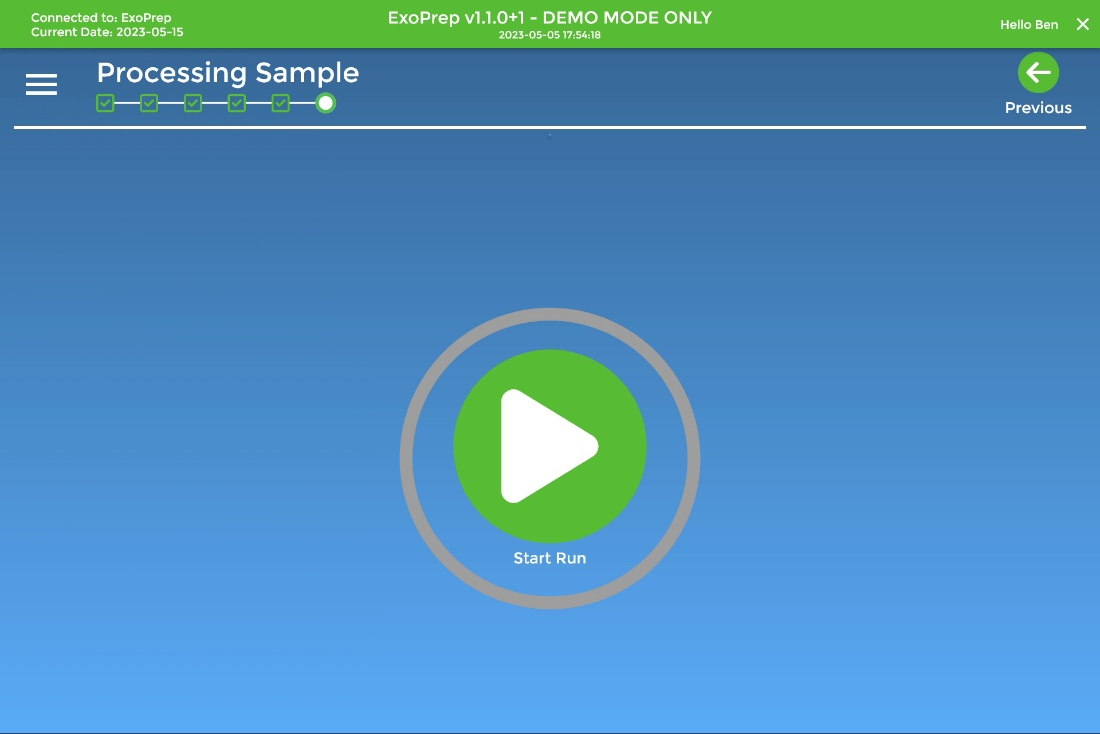 Connected to: ExoPrep
Current Date: 2023-05-15
ExoPrep v1.1.0+1 - DEMO MODE ONLY
2023-05-05 17:54:18
Hello Ben
Processing Sample
Previous
Start Run